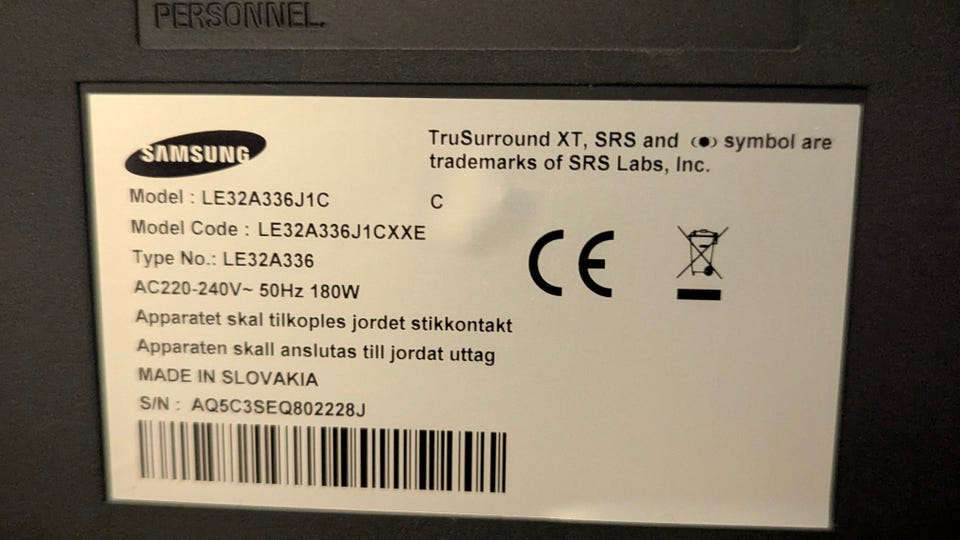 PERSONNEL.
SAMSUNG
TruSurround XT, SRS and (●) symbol are
trademarks of SRS Labs, Inc.
Model : LE32A336J1C C
Model Code : LE32A336J1CXXE
Type No.: LE32A336
AC220-240V~ 50Hz 180W
Apparatet skal tilkoples jordet stikkontakt
Apparaten skall anslutas till jordat uttag
MADE IN SLOVAKIA
S/N : AQ5C3SEQ802228J
CE